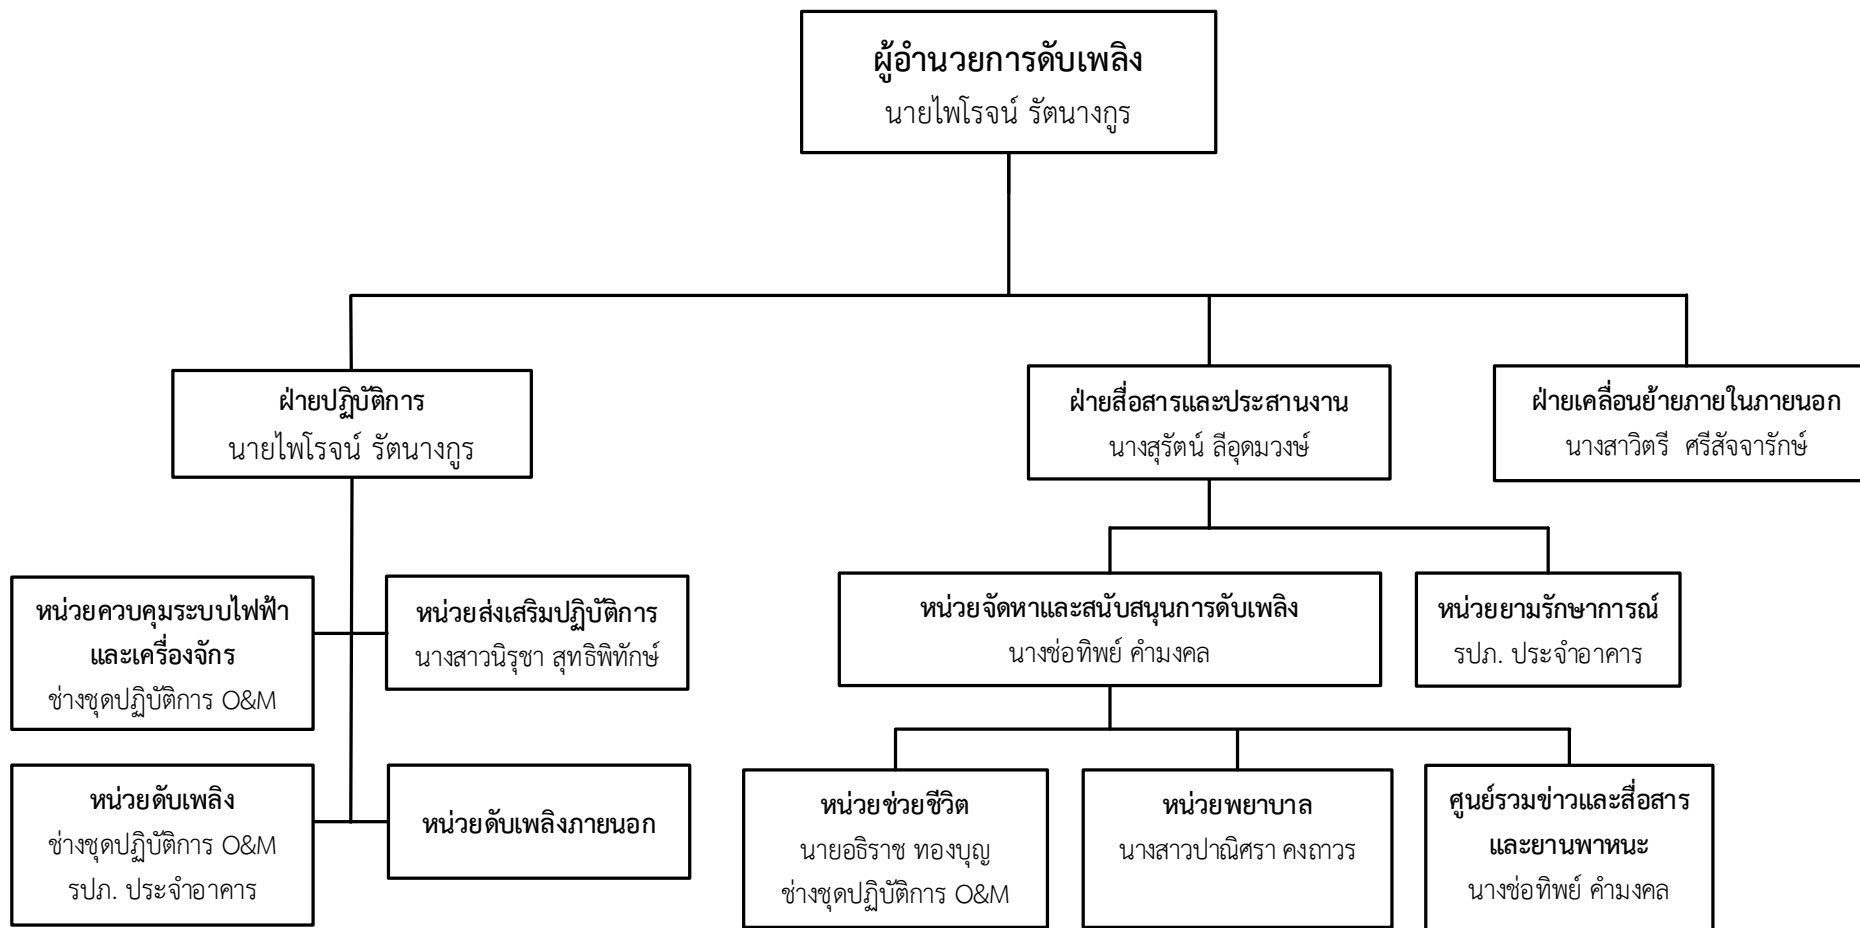 ผู้อำนวยการดับเพลิง
นายไพโรจน์ รัตนางกูร
ฝ่ายปฏิบัติการ
นายไพโรจน์ รัตนางกูร
ฝ่ายสื่อสารและประสานงาน
นางสุรัตน์ ลีอุดมวงษ์
ฝ่ายเคลื่อนย้ายภายในภายนอก
นางสาวิตรี ศรีสัจจารักษ์
หน่วยควบคุมระบบไฟฟ้า
และเครื่องจักร
ช่างชุดปฏิบัติการ O&M
หน่วยส่งเสริมปฏิบัติการ
นางสาวนิรุชา สุทธิพิทักษ์
หน่วยจัดหาและสนับสนุนการดับเพลิง
นางช่อทิพย์ คำมงคล
หน่วยยามรักษาการณ์
รปภ. ประจำอาคาร
หน่วยดับเพลิง
ช่างชุดปฏิบัติการ O&M
รปภ. ประจำอาคาร
หน่วยดับเพลิงภายนอก
หน่วยช่วยชีวิต
นายอธิราช ทองบุญ
ช่างชุดปฏิบัติการ O&M
หน่วยพยาบาล
นางสาวปาณิศรา คงถาวร
ศูนย์รวมข่าวและสื่อสาร
และยานพาหนะ
นางช่อทิพย์ คำมงคล